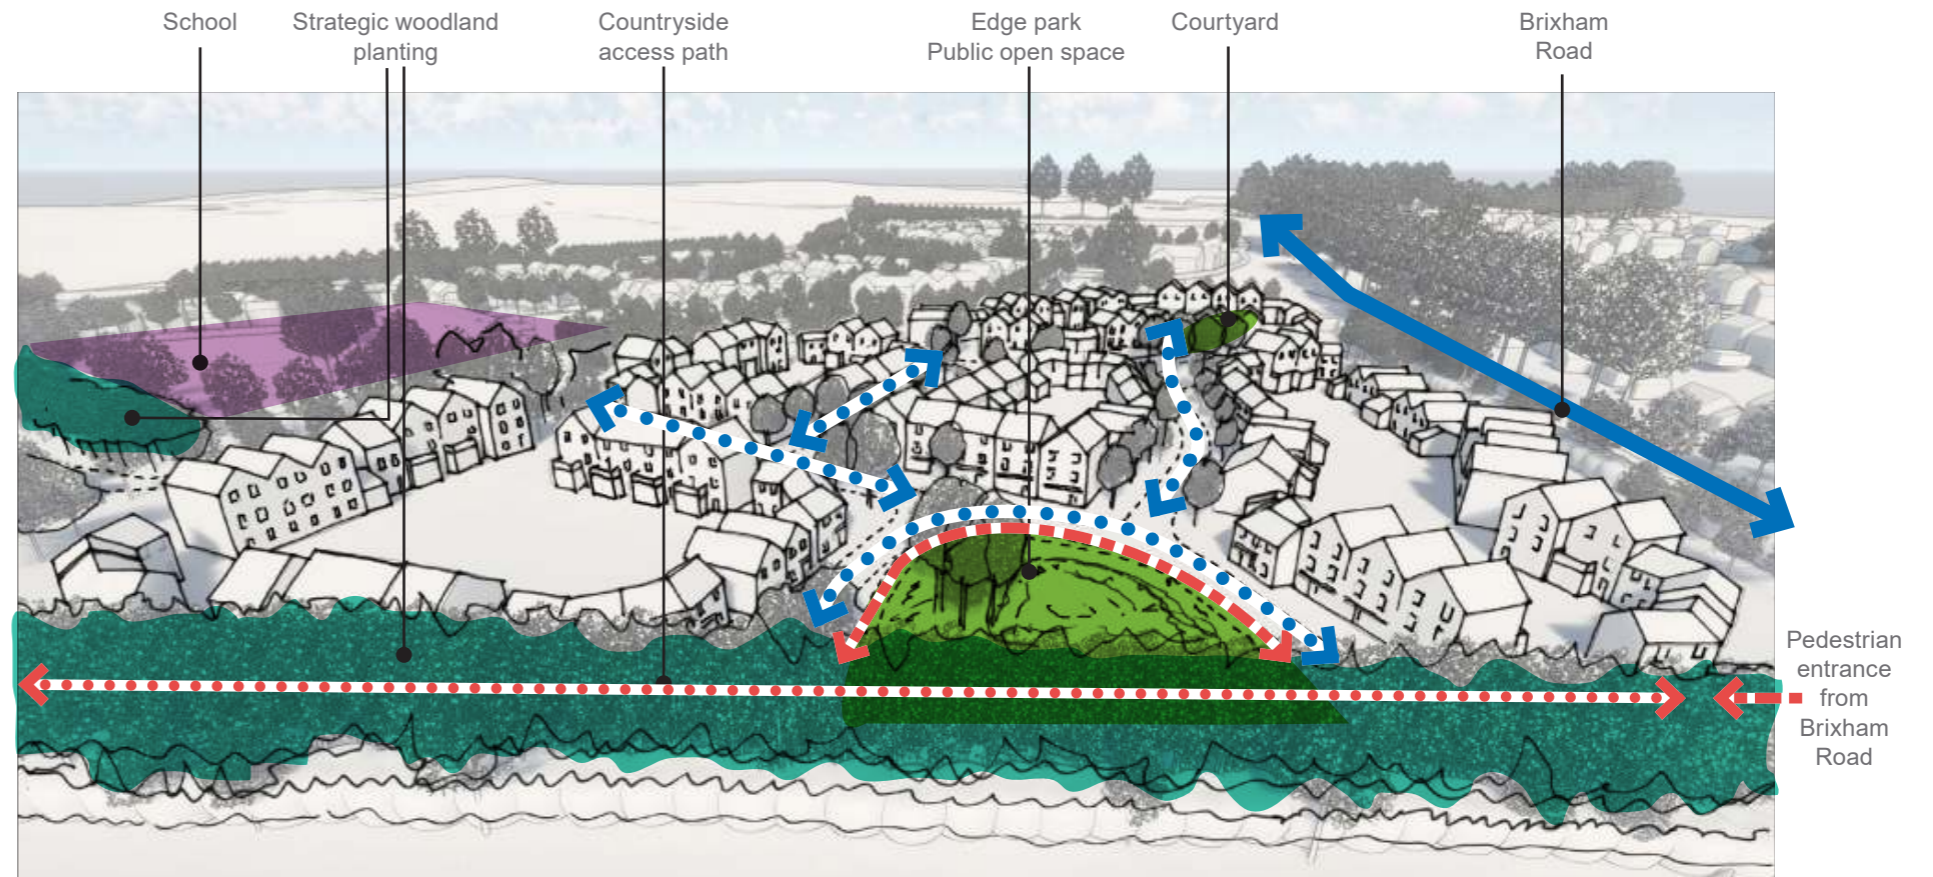 School
Strategic woodland
planting
Countryside
access path
Edge park
Public open space
Courtyard
Brixham
Road
Pedestrian
entrance
from
Brixham
Road